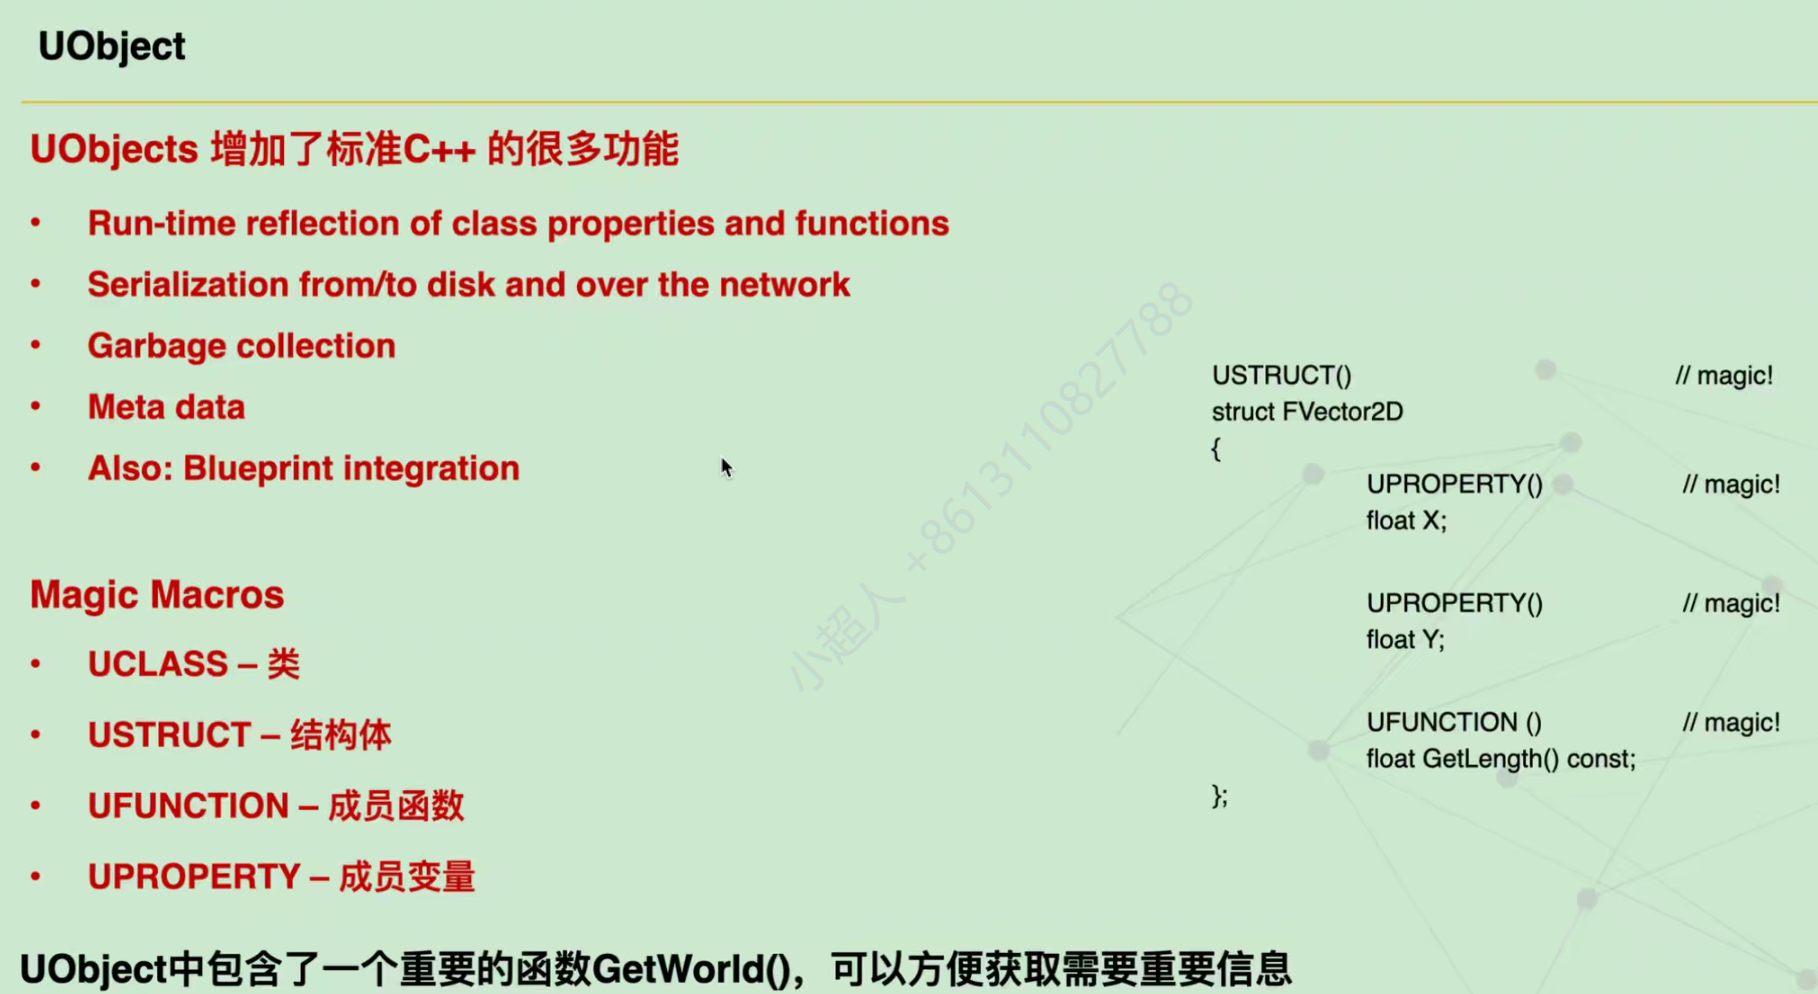 UObject
UObjects 增加了标准C++ 的很多功能
• Run-time reflection of class properties and functions
• Serialization from/to disk and over the network
• Garbage collection
• Meta data
• Also: Blueprint integration
Magic Macros
• UCLASS – 类
• USTRUCT – 结构体
• UFUNCTION – 成员函数
• UPROPERTY – 成员变量
UObject中包含了一个重要的函数GetWorld()，可以方便获取需要重要信息
USTRUCT() // magic!
struct FVector2D
{
UPROPERTY() // magic!
float X;
UPROPERTY() // magic!
float Y;
UFUNCTION () // magic!
float GetLength() const;
};
小超人 +8613110827788